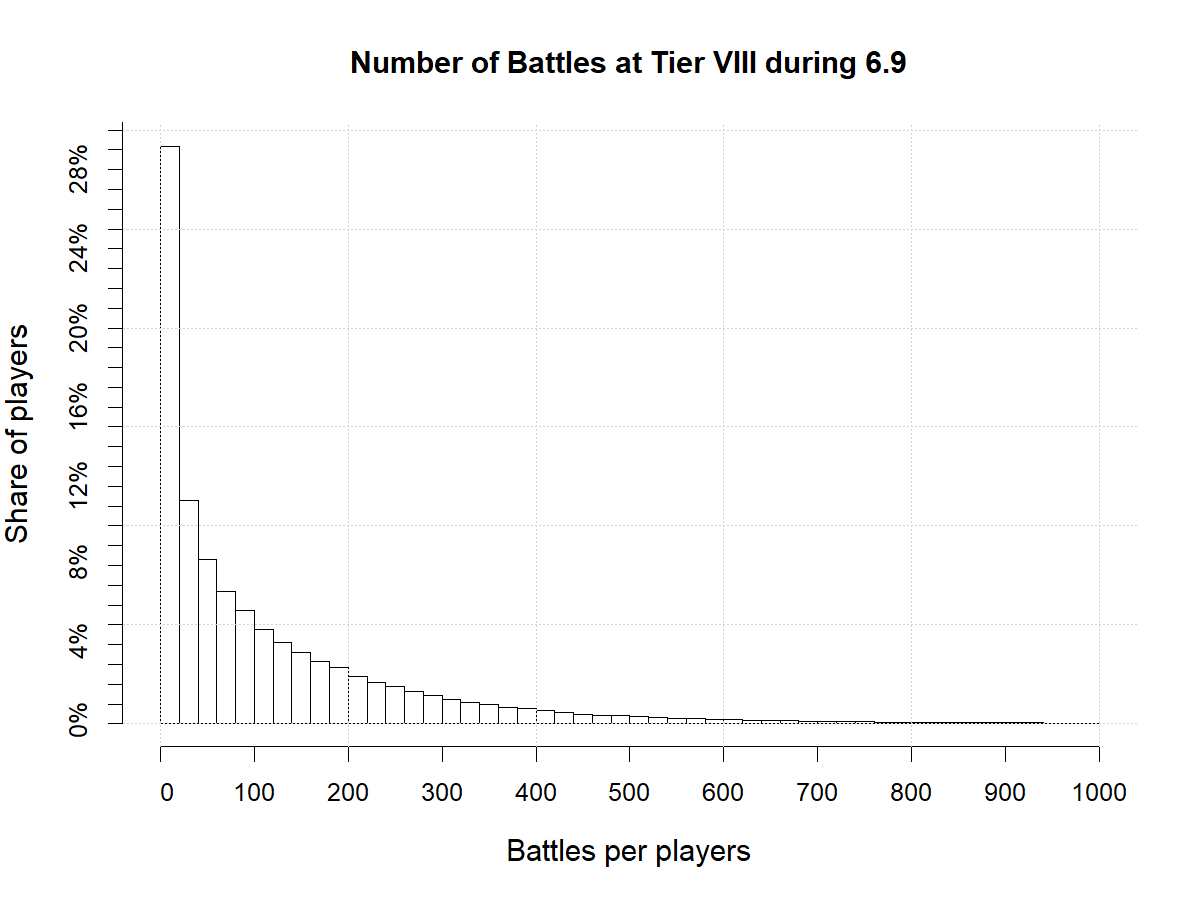 Number of Battles at Tier VIII during 6.9
Share of players
28%
24%
20%
16%
12%
8%
4%
0%
0 100 200 300 400 500 600 700 800 900 1000
Battles per players